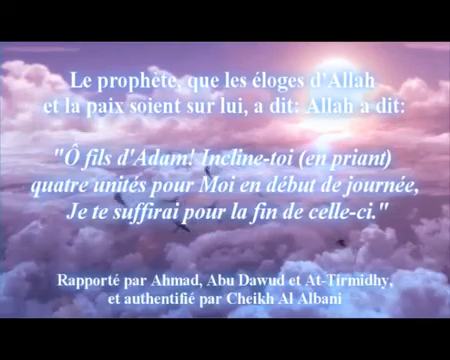 Le prophète, que les éloges d'Allah
et la paix soient sur lui, a dit: Allah a dit:
"Ô fils d'Adam! Incline-toi (en priant)
quatre unités pour Moi en début de journée,
Je te suffirai pour la fin de celle-ci."
Rapporté par Ahmad, Abu Dawud et At-Tirmidhy,
et authentifié par Cheikh Al Albani